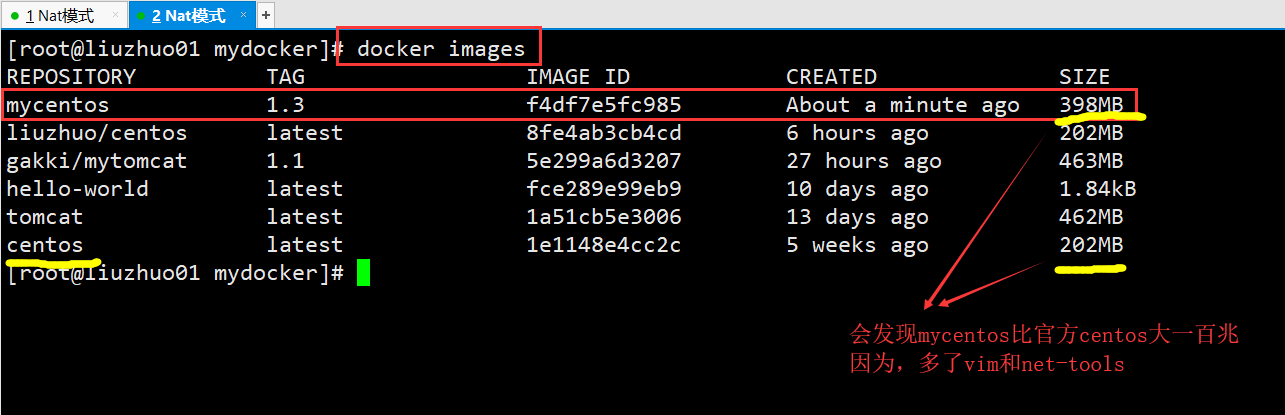 1 Nat模式 × 2 Nat模式 × +
[root@liuzhuo01 mydocker]# docker images
REPOSITORY TAG IMAGE ID CREATED SIZE
mycentos 1.3 f4df7e5fc985 About a minute ago 398MB
liuzhuo/centos latest 8fe4ab3cb4cd 6 hours ago 202MB
gakki/mytomcat 1.1 5e299a6d3207 27 hours ago 463MB
hello-world latest fce289e99eb9 10 days ago 1.84kB
tomcat latest 1a51cb5e3006 13 days ago 462MB
centos latest 1e1148e4cc2c 5 weeks ago 202MB
[root@liuzhuo01 mydocker]#
会发现mycentos比官方centos大一百兆
因为，多了vim和net-tools